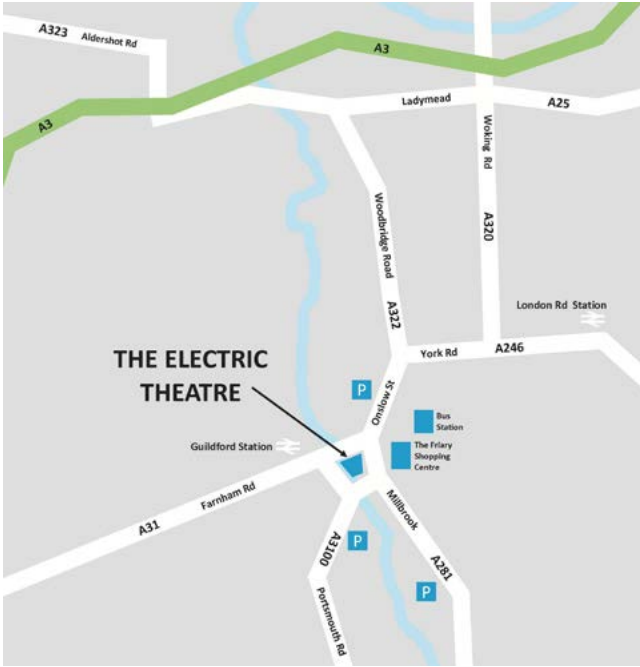 A323 Aldershot Rd
A3
A3
Ladymead
A25
Woking Rd
A320
Woodbridge Road
A322
London Rd Station
York Rd
A246
THE ELECTRIC
THEATRE
P
Onslow St
Bus
Station
Guildford Station
The Friary
Shopping
Centre
Farnham Rd
A31
Millbrook
A281
P
A3100
Portsmouth Rd
P